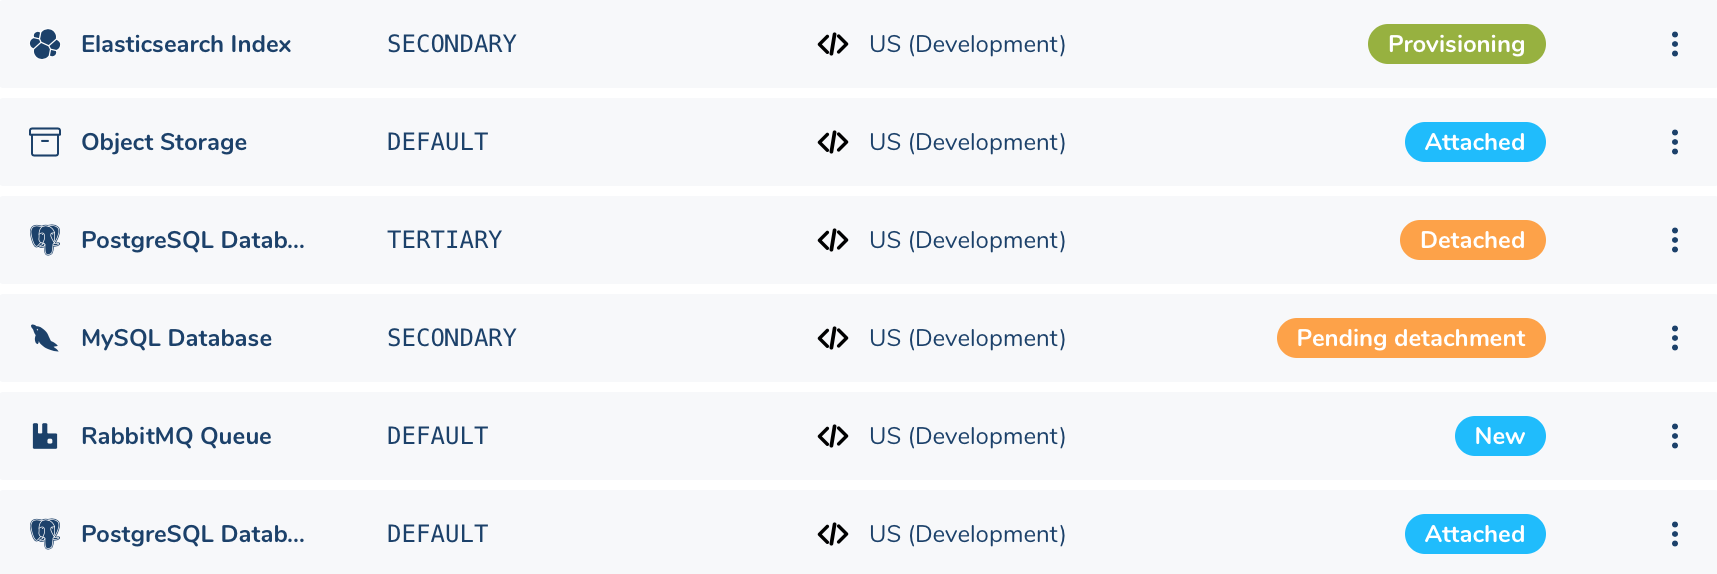 Elasticsearch Index SECONDARY US (Development) Provisioning
Object Storage DEFAULT US (Development) Attached
PostgreSQL Datab... TERTIARY US (Development) Detached
MySQL Database SECONDARY US (Development) Pending detachment
RabbitMQ Queue DEFAULT US (Development) New
PostgreSQL Datab... DEFAULT US (Development) Attached